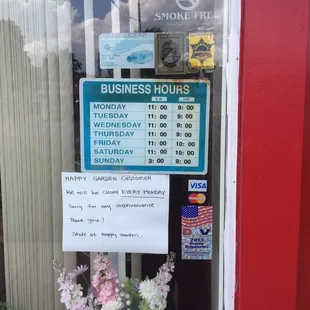 SMOKE FREE
BUSINESS HOURS
MONDAY 11: 00 9: 00
TUESDAY 11: 00 9: 00
WEDNESDAY 11: 00 9: 00
THURSDAY 11: 00 9: 00
FRIDAY 11: 00 10: 00
SATURDAY 11: 00 10: 00
SUNDAY 3: 00 9: 00
HAPPY GARDEN CUSTOMER
We will be closed EVERY MONDAY
Sorry for any inconvenience
Thank you!
Staff at Happy Garden..
VISA
MasterCard